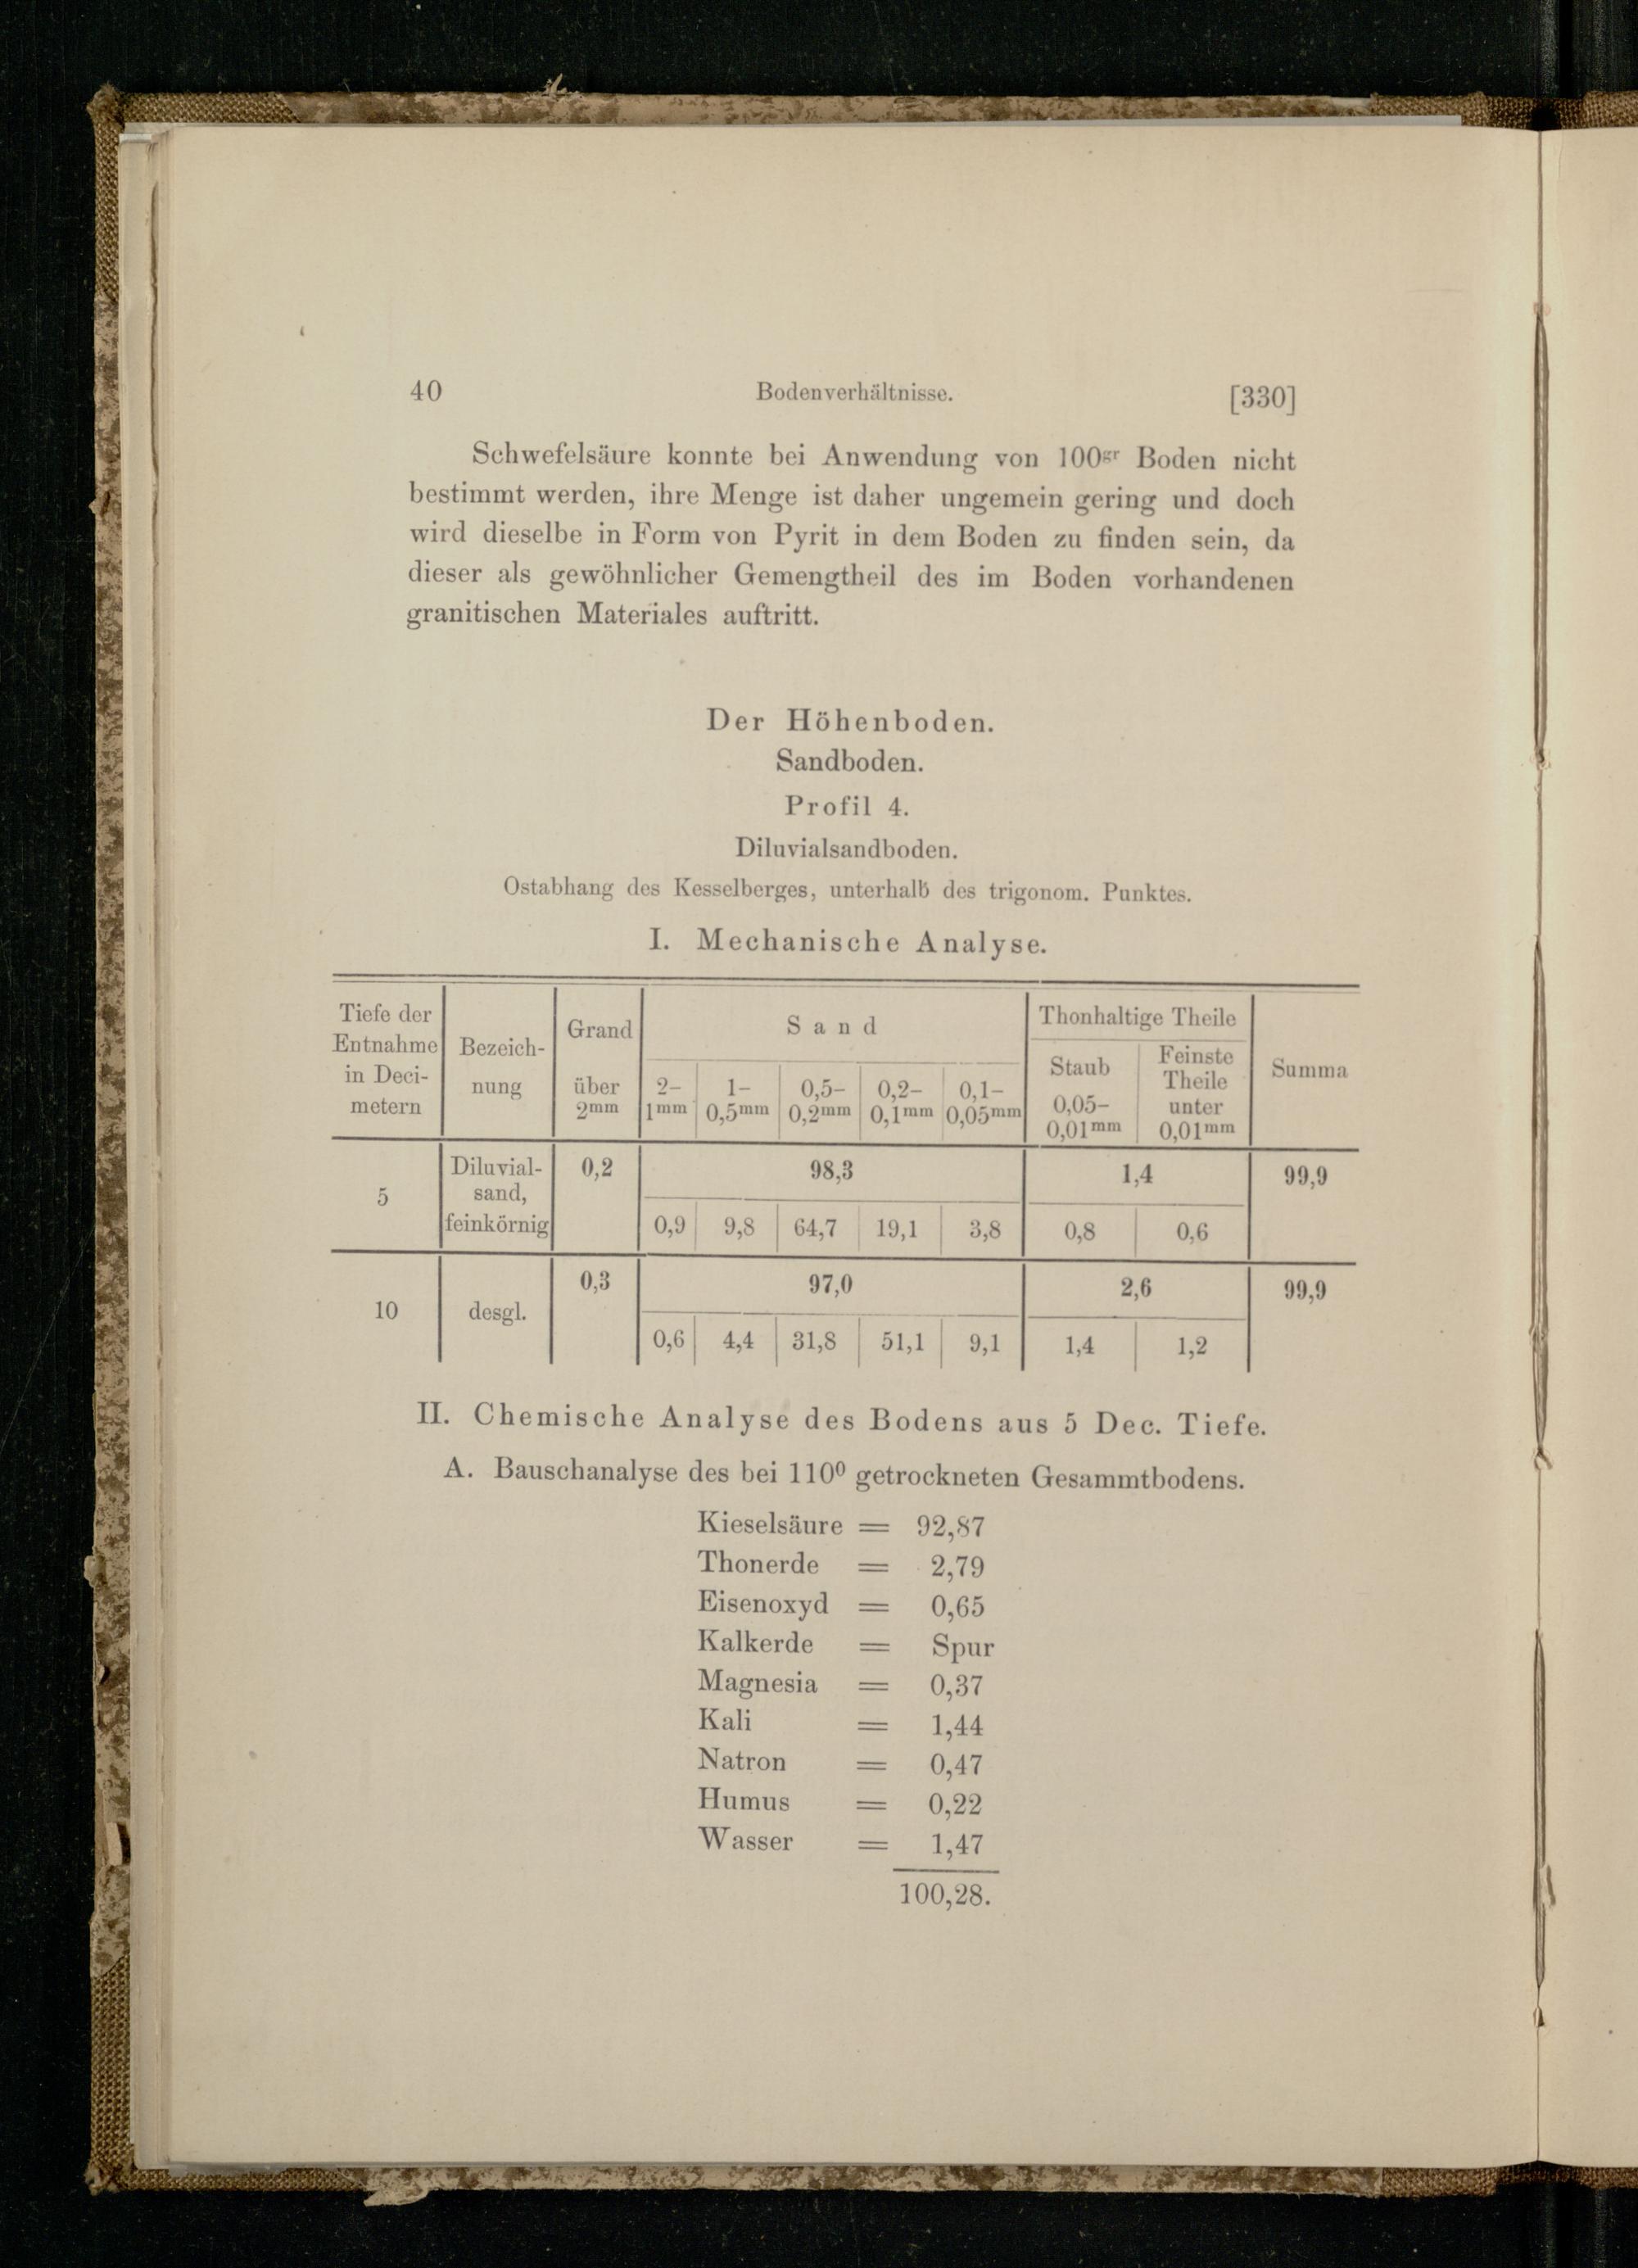 40 Bodenverhältnisse. [330]
Schwefelsäure konnte bei Anwendung von 100gr Boden nicht
bestimmt werden, ihre Menge ist daher ungemein gering und doch
wird dieselbe in Form von Pyrit in dem Boden zu finden sein, da
dieser als gewöhnlicher Gemengtheil des im Boden vorhandenen
granitischen Materiales auftritt.
Der Höhenboden.
Sandboden.
Profil 4.
Diluvialsandboden.
Ostabhang des Kesselberges, unterhalb des trigonom. Punktes.
I. Mechanische Analyse.
Tiefe der
Entnahme
in Deci-
metern
Bezeich-
nung
Grand
über
2mm
Sand
2-
1mm
1-
0,5mm
0,5-
0,2mm
0,2-
0,1mm
0,1-
0,05mm
Thonhaltige Theile
Staub
0,05-
0,01mm
Feinste
Theile
unter
0,01mm
Summa
5
Diluvial-
sand,
feinkörnig
0,2
98,3
1,4
99,9
0,9 9,8 64,7 19,1 3,8 0,8 0,6
10
desgl.
0,3
97,0
2,6
99,9
0,6 4,4 31,8 51,1 9,1 1,4 1,2
II. Chemische Analyse des Bodens aus 5 Dec. Tiefe.
A. Bauschanalyse des bei 110⁰ getrockneten Gesammtbodens.
Kieselsäure = 92,87
Thonerde = 2,79
Eisenoxyd = 0,65
Kalkerde = Spur
Magnesia = 0,37
Kali = 1,44
Natron = 0,47
Humus = 0,22
Wasser = 1,47
100,28.